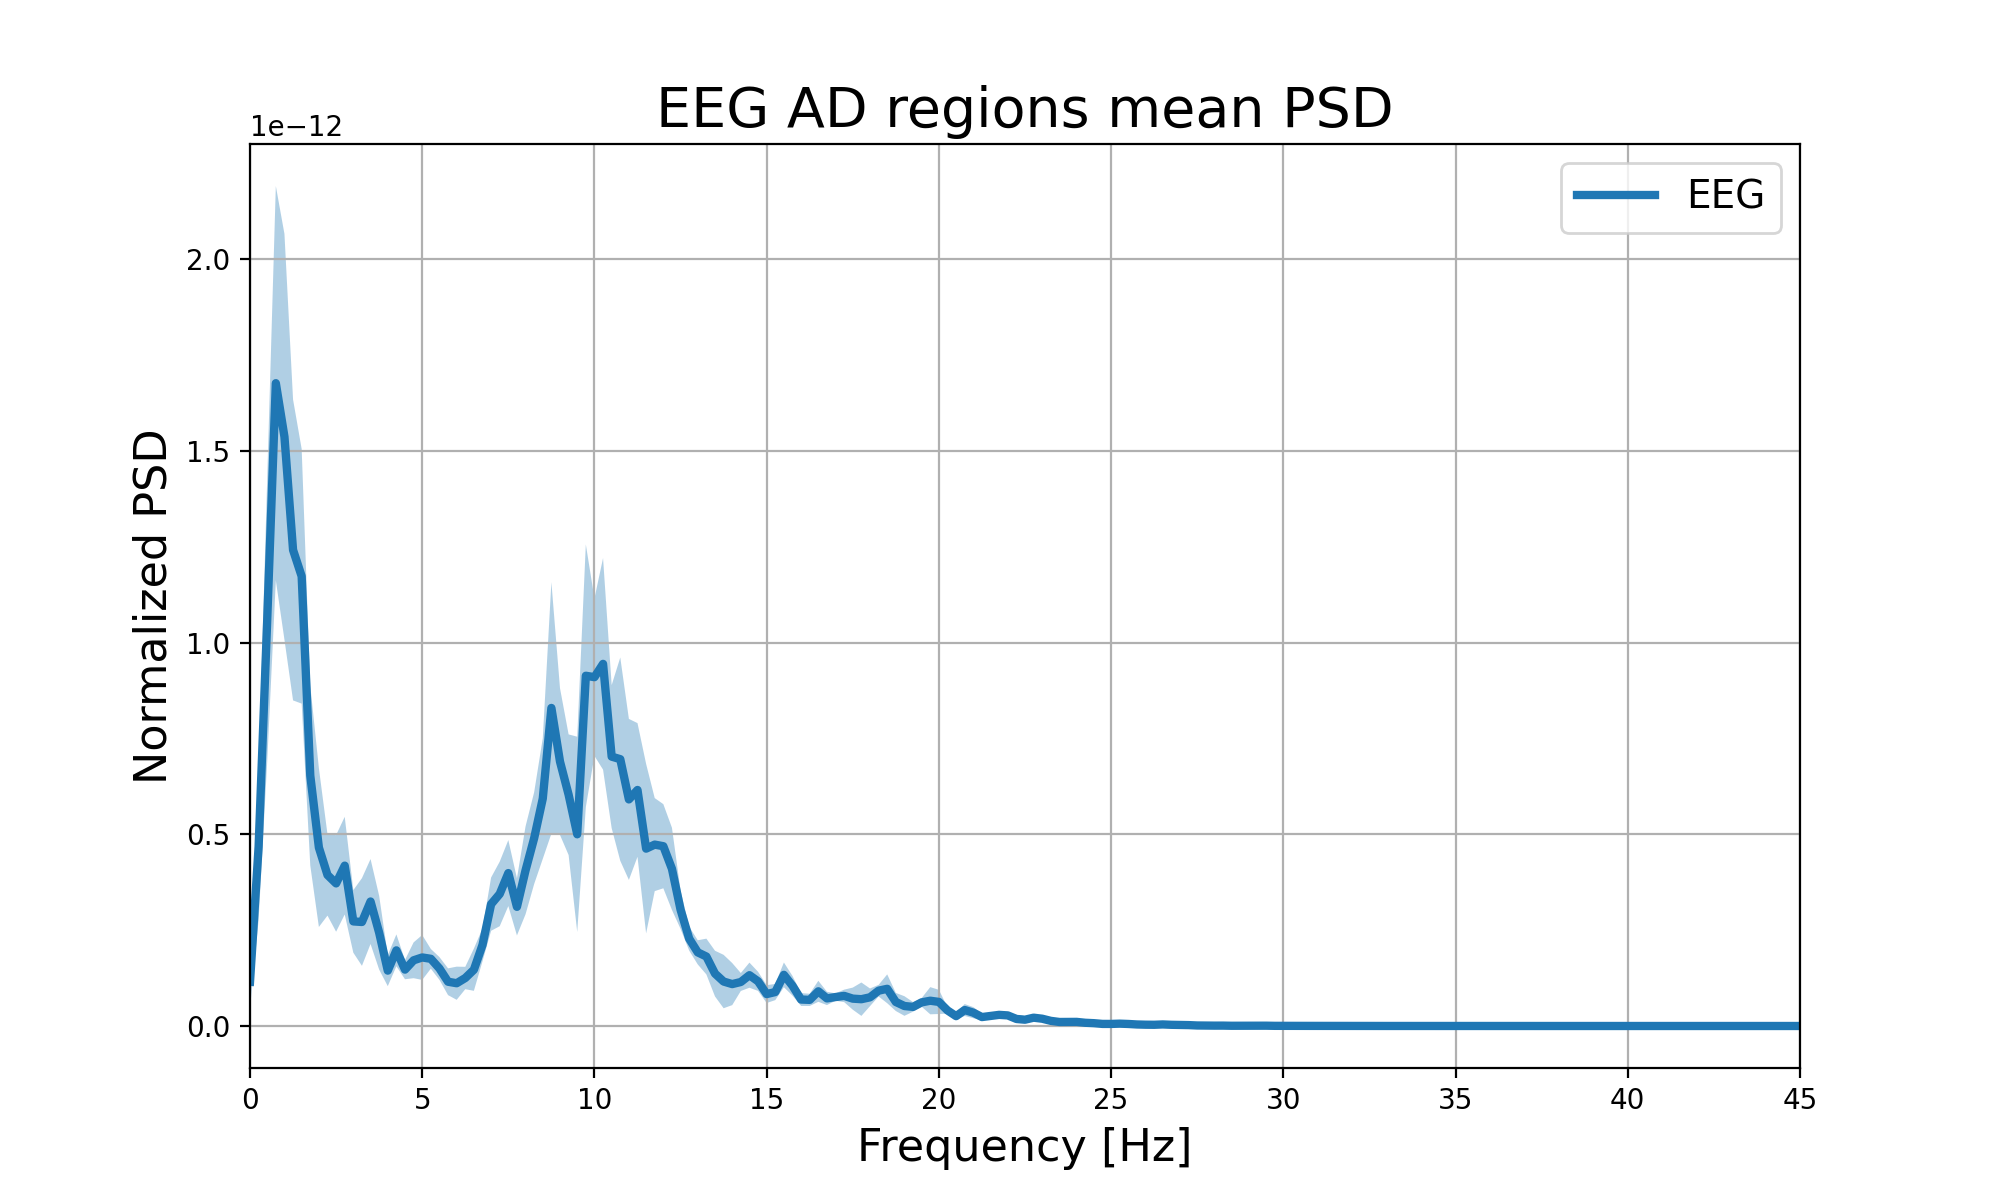 EEG AD regions mean PSD
1e−12
EEG
2.0
1.5
1.0
0.5
0.0
Normalized PSD
0 5 10 15 20 25 30 35 40 45
Frequency [Hz]